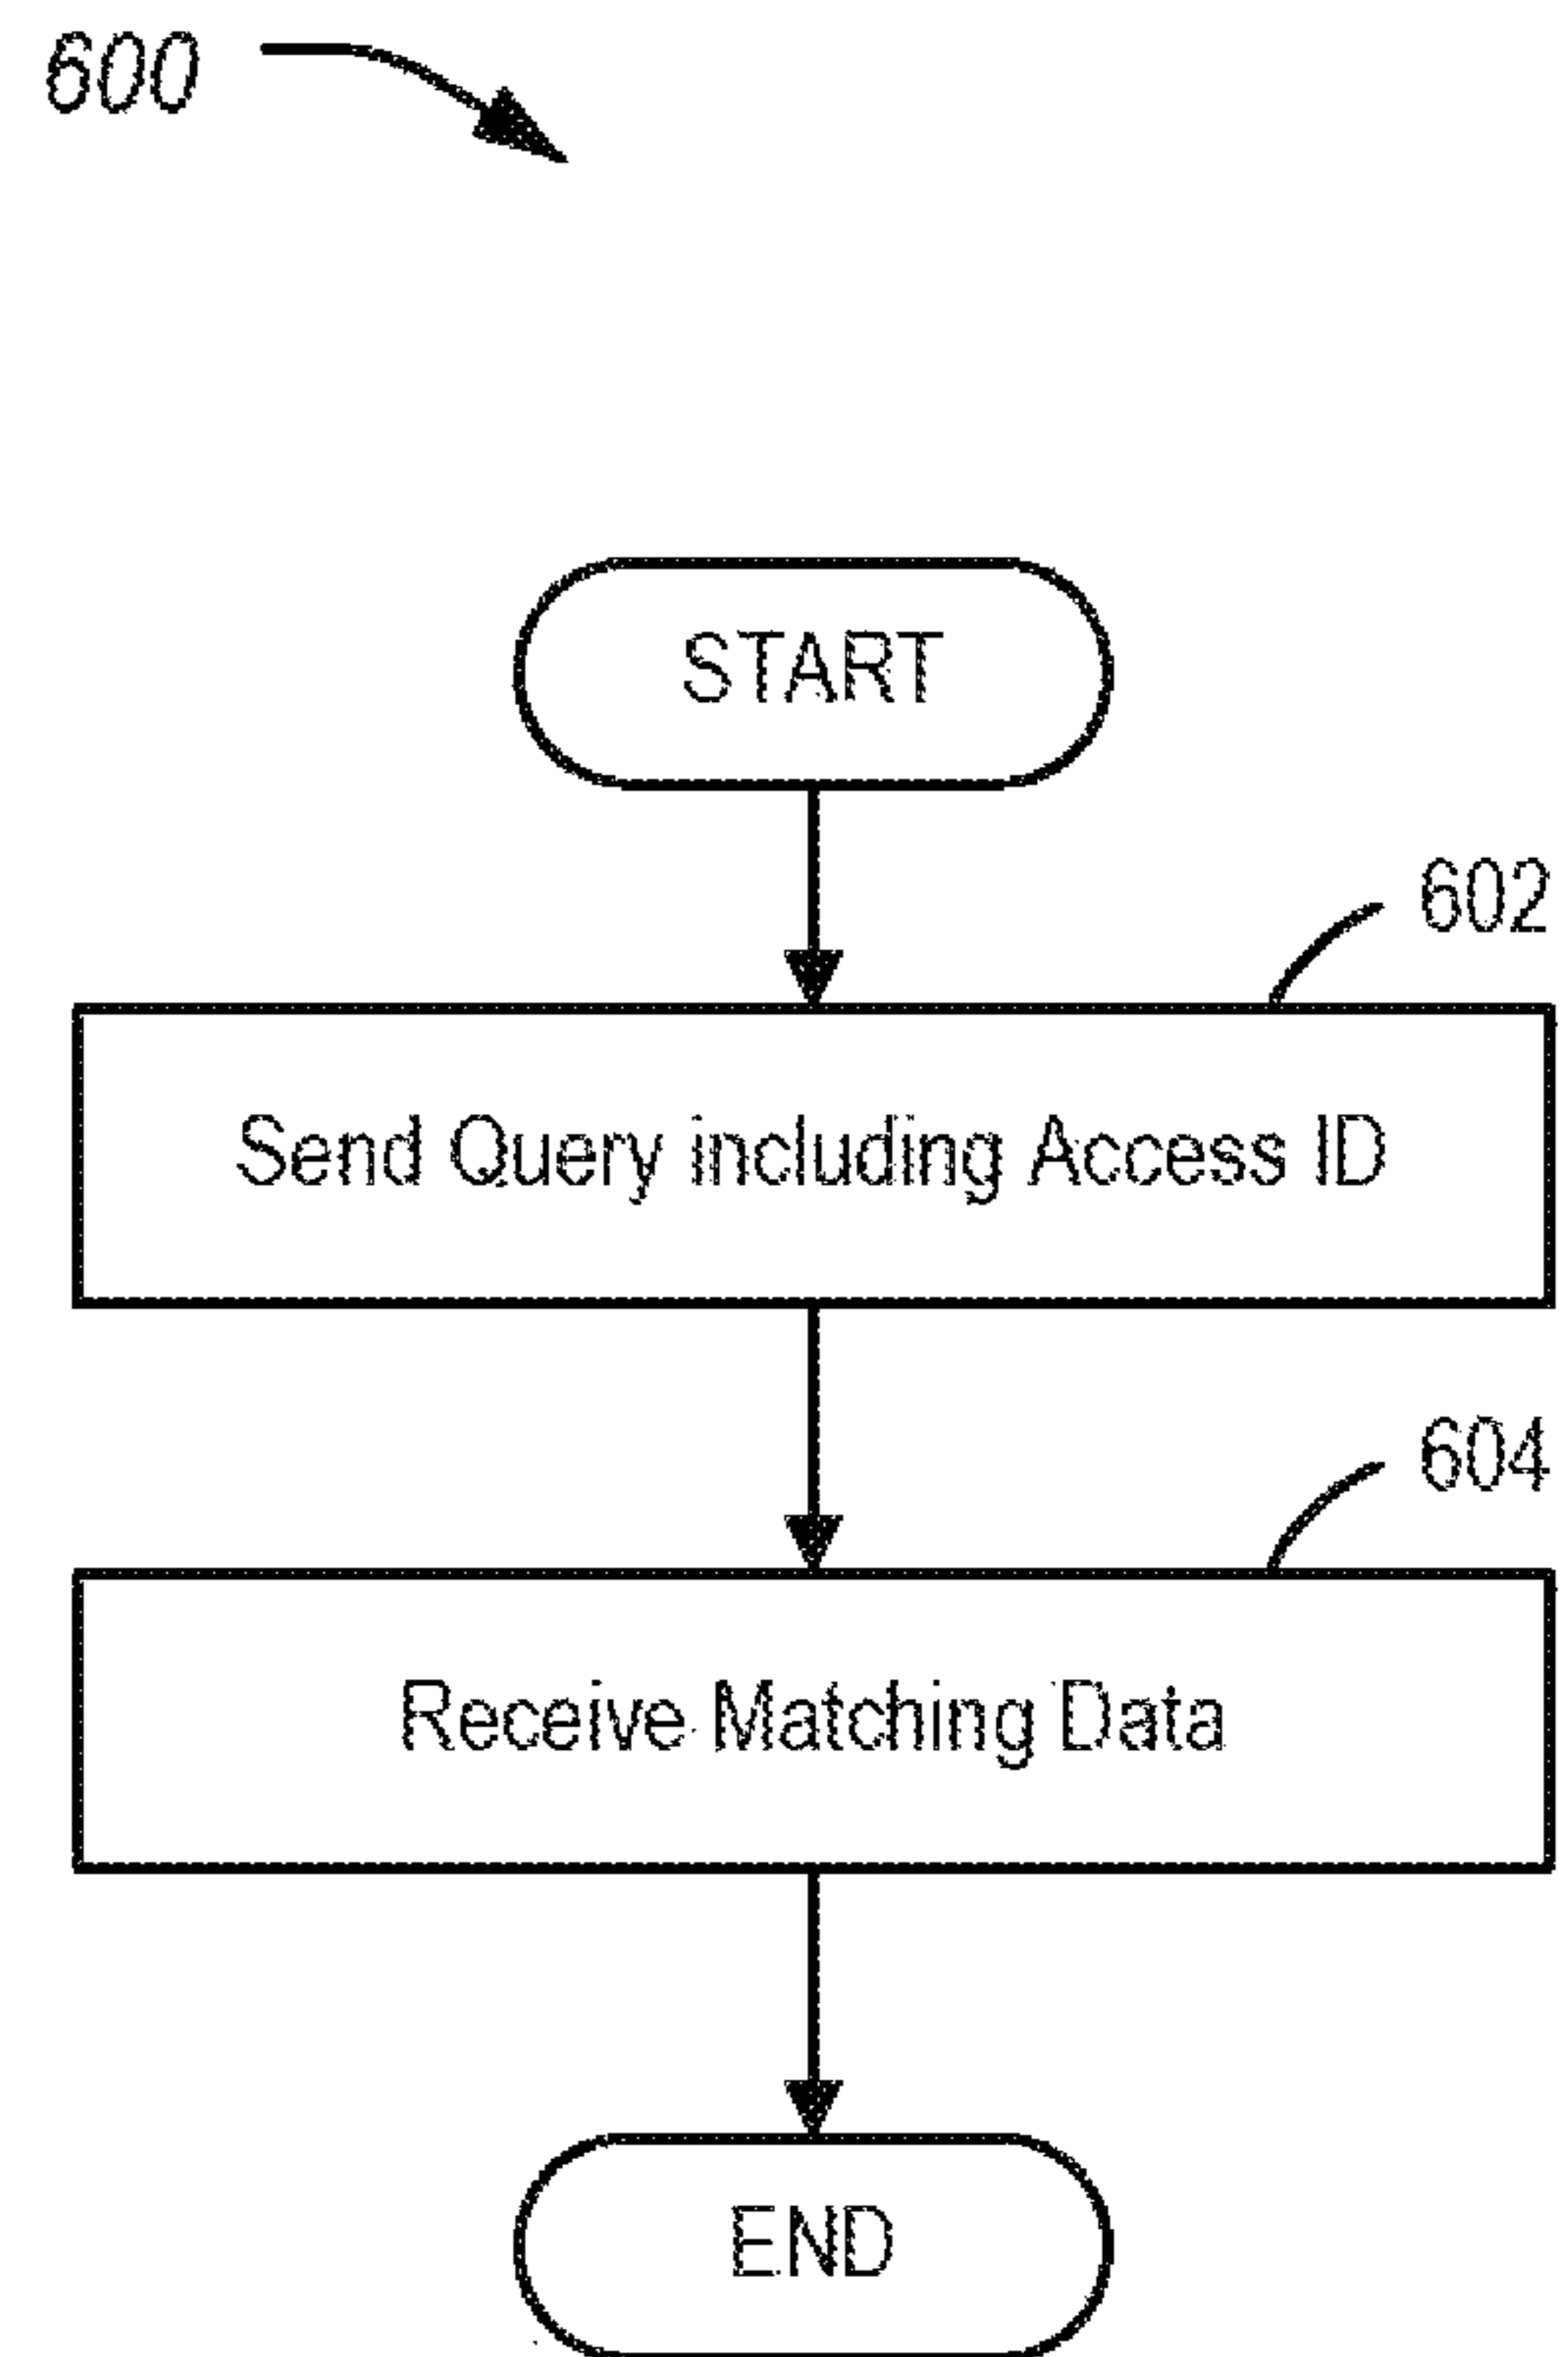 600
START
602
Send Query including Access ID
604
Receive Matching Data
END